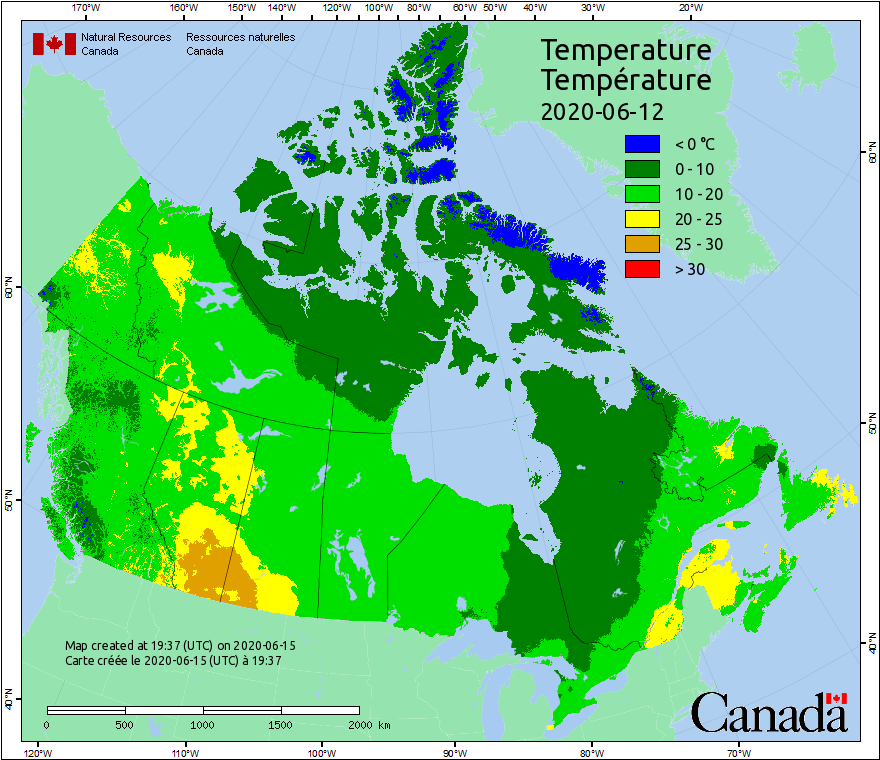 170°W 160°W 150°W 140°W 130°W 120°W 110°W 100°W 90°W 80°W 70°W 60°W 50°W 40°W 30°W 20°W
Natural Resources Ressources naturelles
Canada Canada
Temperature
Température
2020-06-12
< 0 °C
0 - 10
10 - 20
20 - 25
25 - 30
> 30
60°N
60°N
50°N
50°N
40°N
40°N
Map created at 19:37 (UTC) on 2020-06-15
Carte créée le 2020-06-15 (UTC) à 19:37
0 500 1000 1500 2000 km
Canada
120°W 110°W 100°W 90°W 80°W 70°W